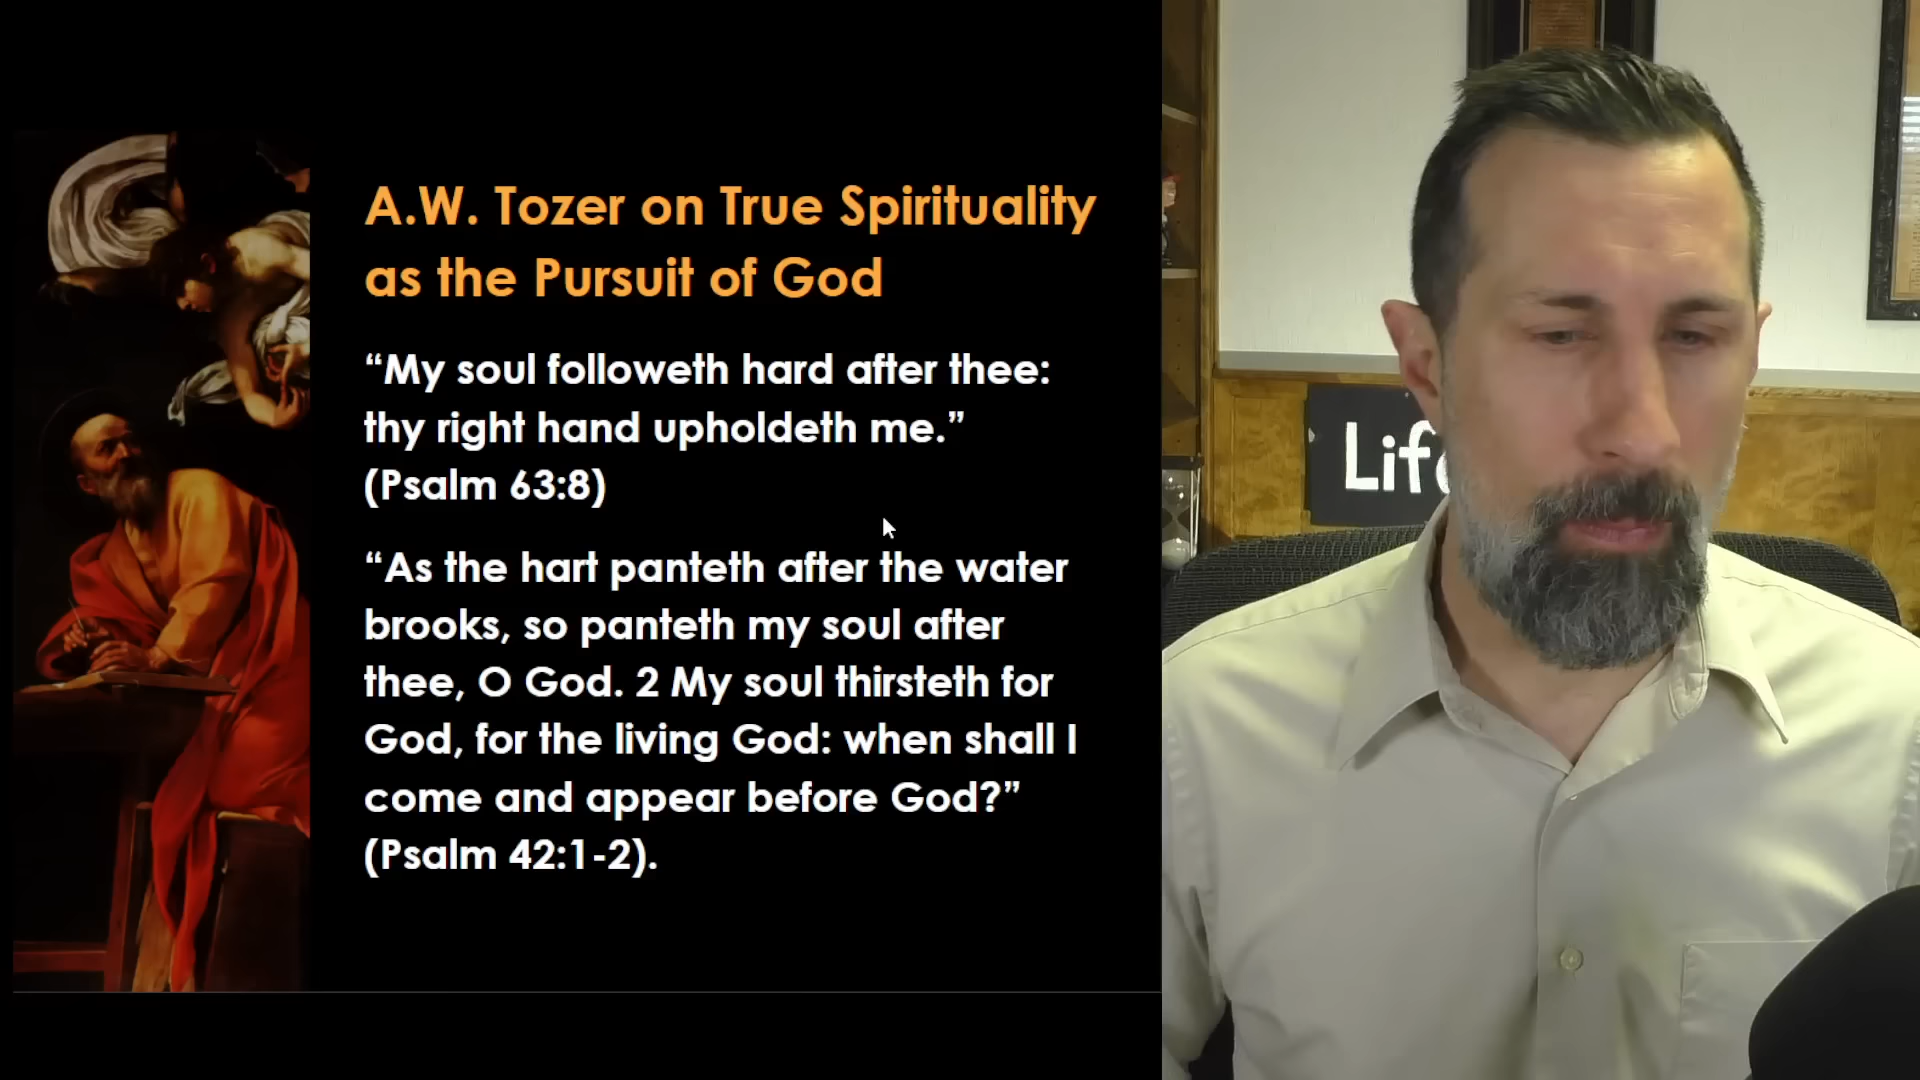 A.W. Tozer on True Spirituality
as the Pursuit of God
“My soul followeth hard after thee:
thy right hand upholdeth me.”
(Psalm 63:8)
“As the hart panteth after the water
brooks, so panteth my soul after
thee, O God. 2 My soul thirsteth for
God, for the living God: when shall I
come and appear before God?”
(Psalm 42:1-2).